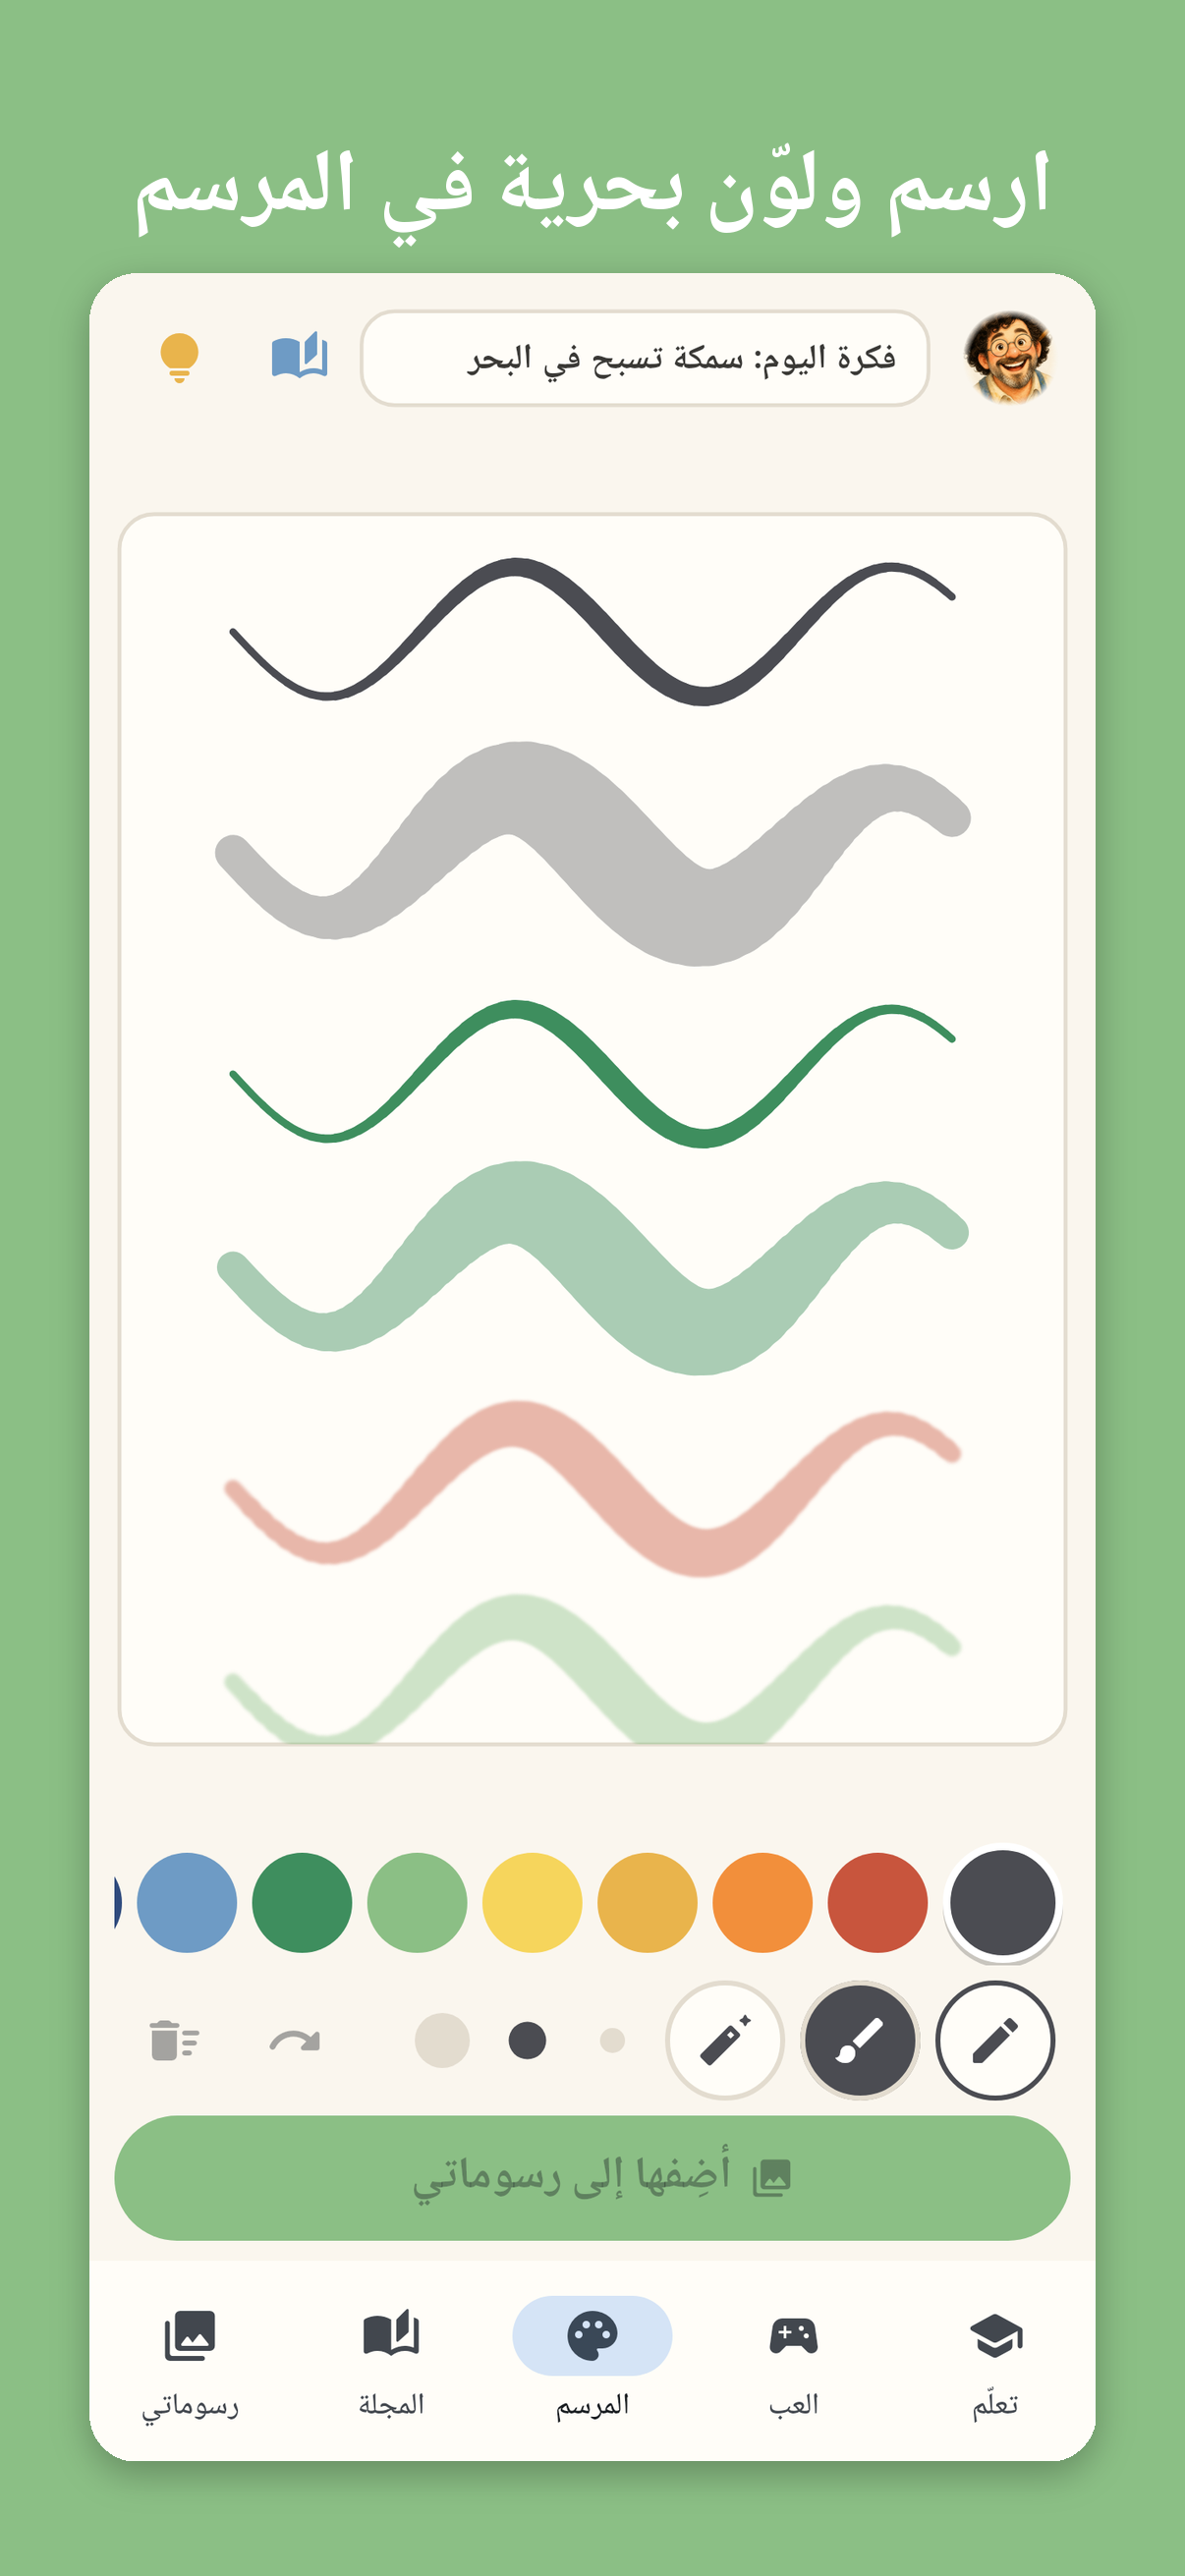 ارسم ولوّن بحرية في المرسم
فكرة اليوم: سمكة تسبح في البحر
أضِفها إلى رسوماتي
تعلّم
العب
المرسم
المجلة
رسوماتي